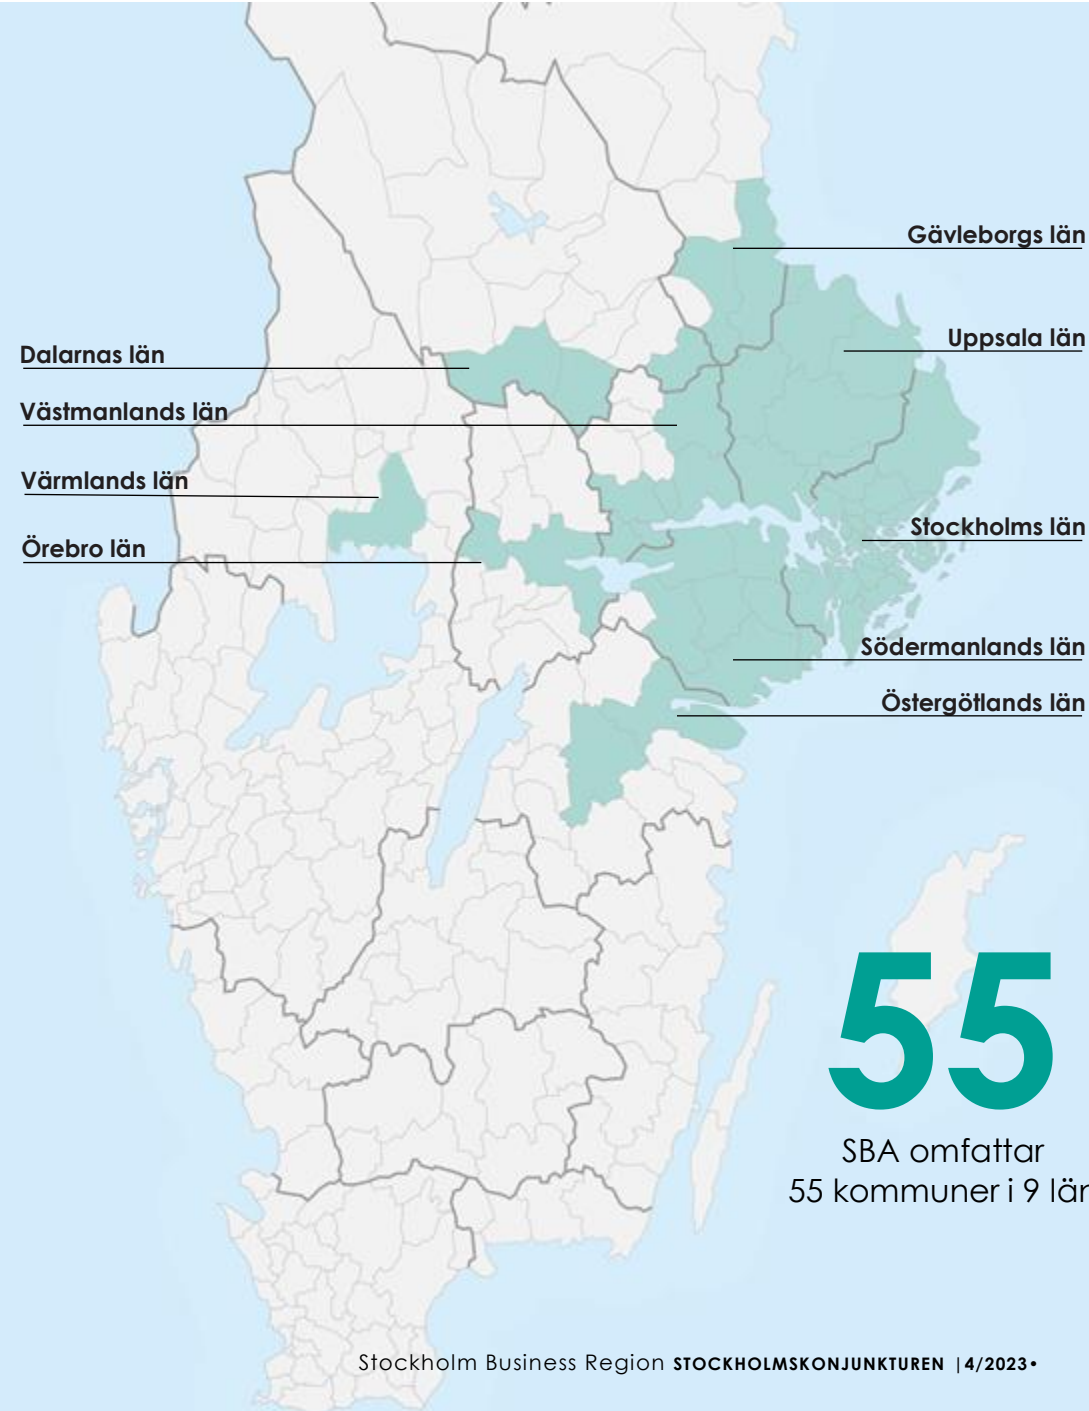 Gävleborgs län
Uppsala län
Dalarnas län
Västmanlands län
Värmlands län
Stockholms län
Örebro län
Södermanlands län
Östergötlands län
55
SBA omfattar
55 kommuner i 9 län
Stockholm Business Region STOCKHOLMSKONJUNKTUREN |4/2023•